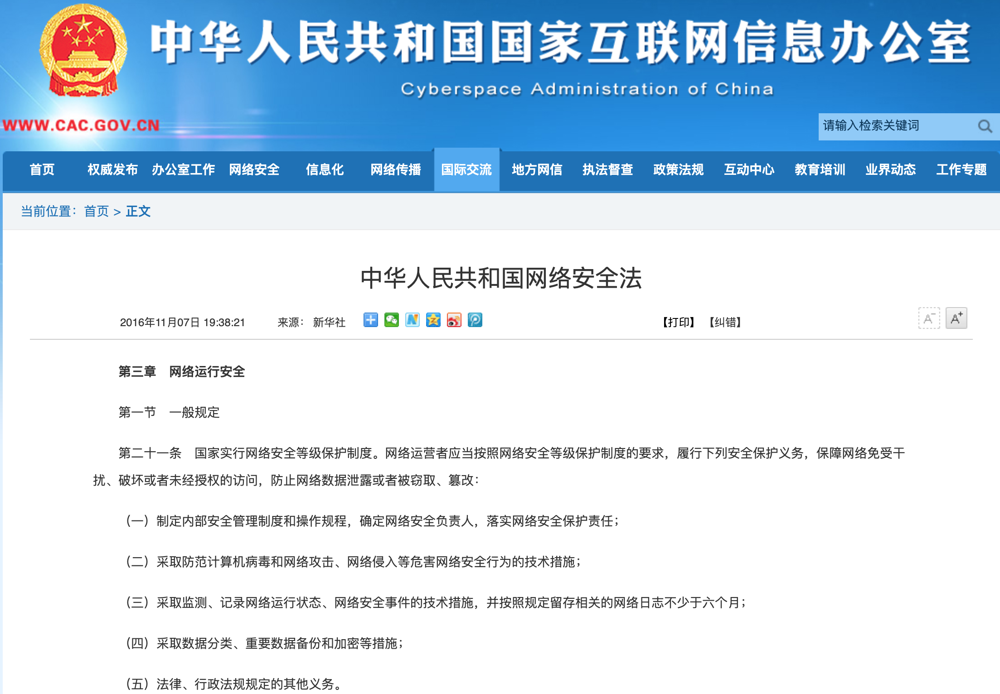 中华人民共和国国家互联网信息办公室
Cyberspace Administration of China
WWW.CAC.GOV.CN
请输入检索关键词
首页 权威发布 办公室工作 网络安全 信息化 网络传播 国际交流 地方网信 执法督查 政策法规 互动中心 教育培训 业界动态 工作专题
当前位置：首页 > 正文
中华人民共和国网络安全法
2016年11月07日 19:38:21 来源： 新华社 【打印】 【纠错】 A- A+
第三章　网络运行安全
第一节　一般规定
第二十一条　国家实行网络安全等级保护制度。网络运营者应当按照网络安全等级保护制度的要求，履行下列安全保护义务，保障网络免受干
扰、破坏或者未经授权的访问，防止网络数据泄露或者被窃取、篡改：
（一）制定内部安全管理制度和操作规程，确定网络安全负责人，落实网络安全保护责任；
（二）采取防范计算机病毒和网络攻击、网络侵入等危害网络安全行为的技术措施；
（三）采取监测、记录网络运行状态、网络安全事件的技术措施，并按照规定留存相关的网络日志不少于六个月；
（四）采取数据分类、重要数据备份和加密等措施；
（五）法律、行政法规规定的其他义务。